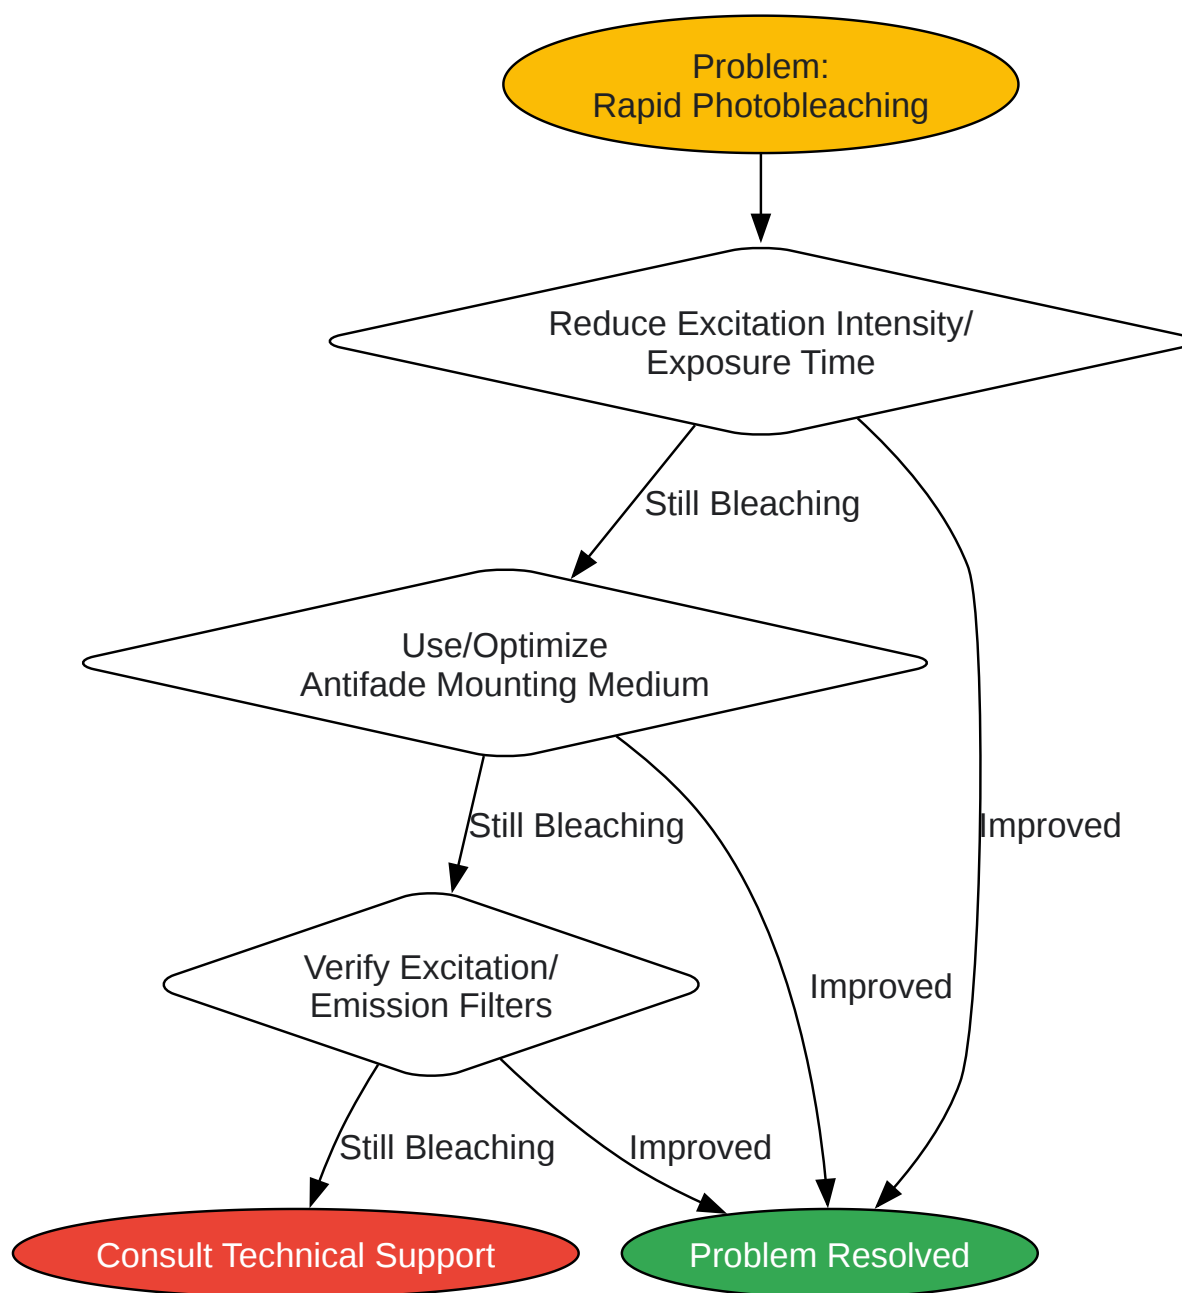 Problem:
Rapid Photobleaching
Reduce Excitation Intensity/
Exposure Time
Still Bleaching
Use/Optimize
Antifade Mounting Medium
Still Bleaching
Improved
Verify Excitation/
Emission Filters
Improved
Still Bleaching
Improved
Consult Technical Support
Problem Resolved